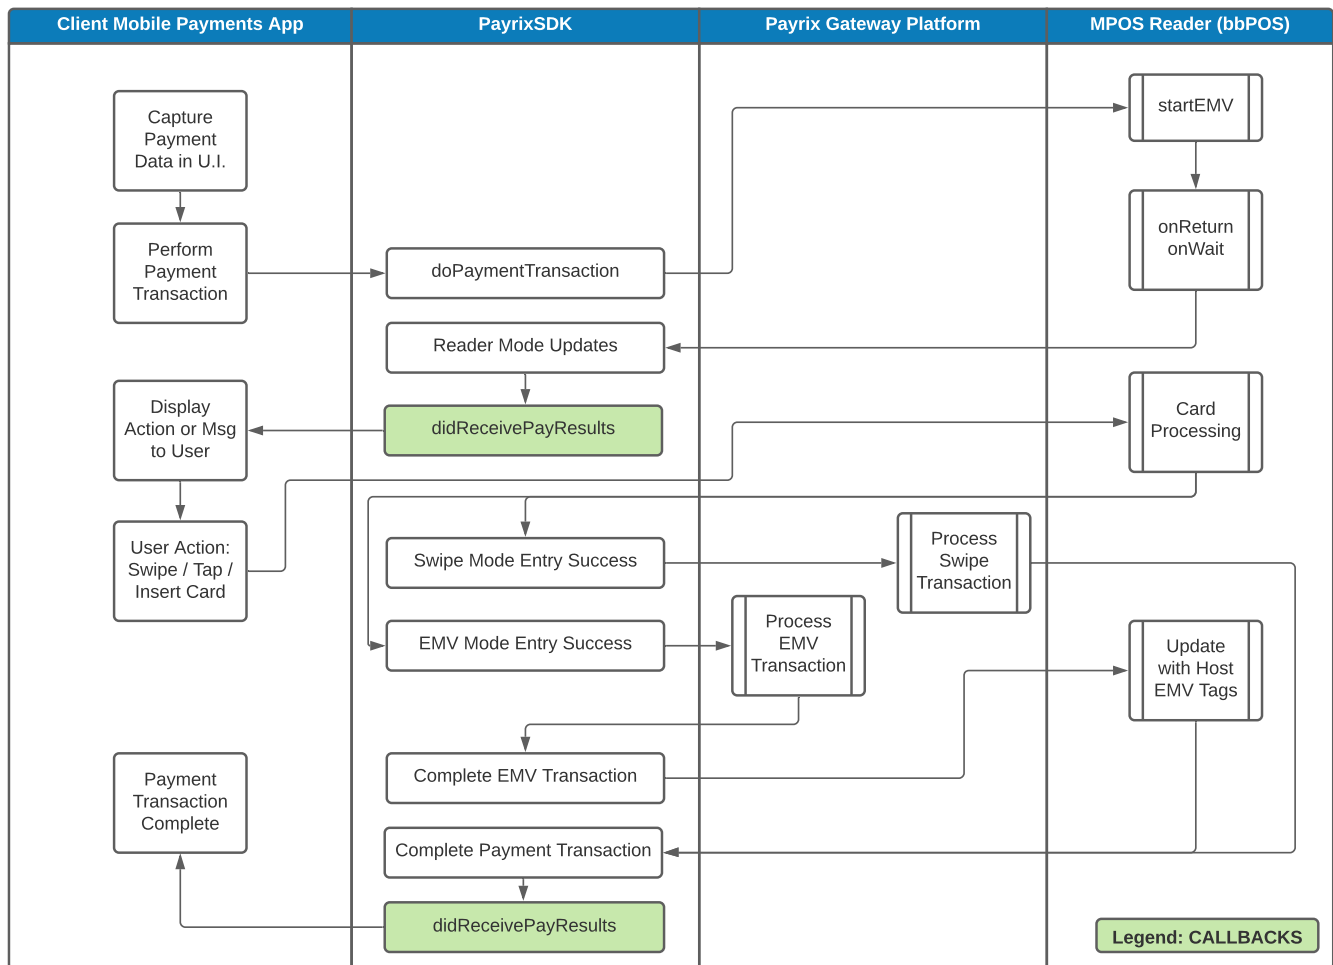 Client Mobile Payments App
PayrixSDK
Payrix Gateway Platform
MPOS Reader (bbPOS)
Capture
Payment
Data in U.I.
startEMV
Perform
Payment
Transaction
doPaymentTransaction
onReturn
onWait
Reader Mode Updates
Display
Action or Msg
to User
didReceivePayResults
Card
Processing
User Action:
Swipe / Tap /
Insert Card
Swipe Mode Entry Success
Process
Swipe
Transaction
EMV Mode Entry Success
Process
EMV
Transaction
Update
with Host
EMV Tags
Payment
Transaction
Complete
Complete EMV Transaction
Complete Payment Transaction
didReceivePayResults
Legend: CALLBACKS